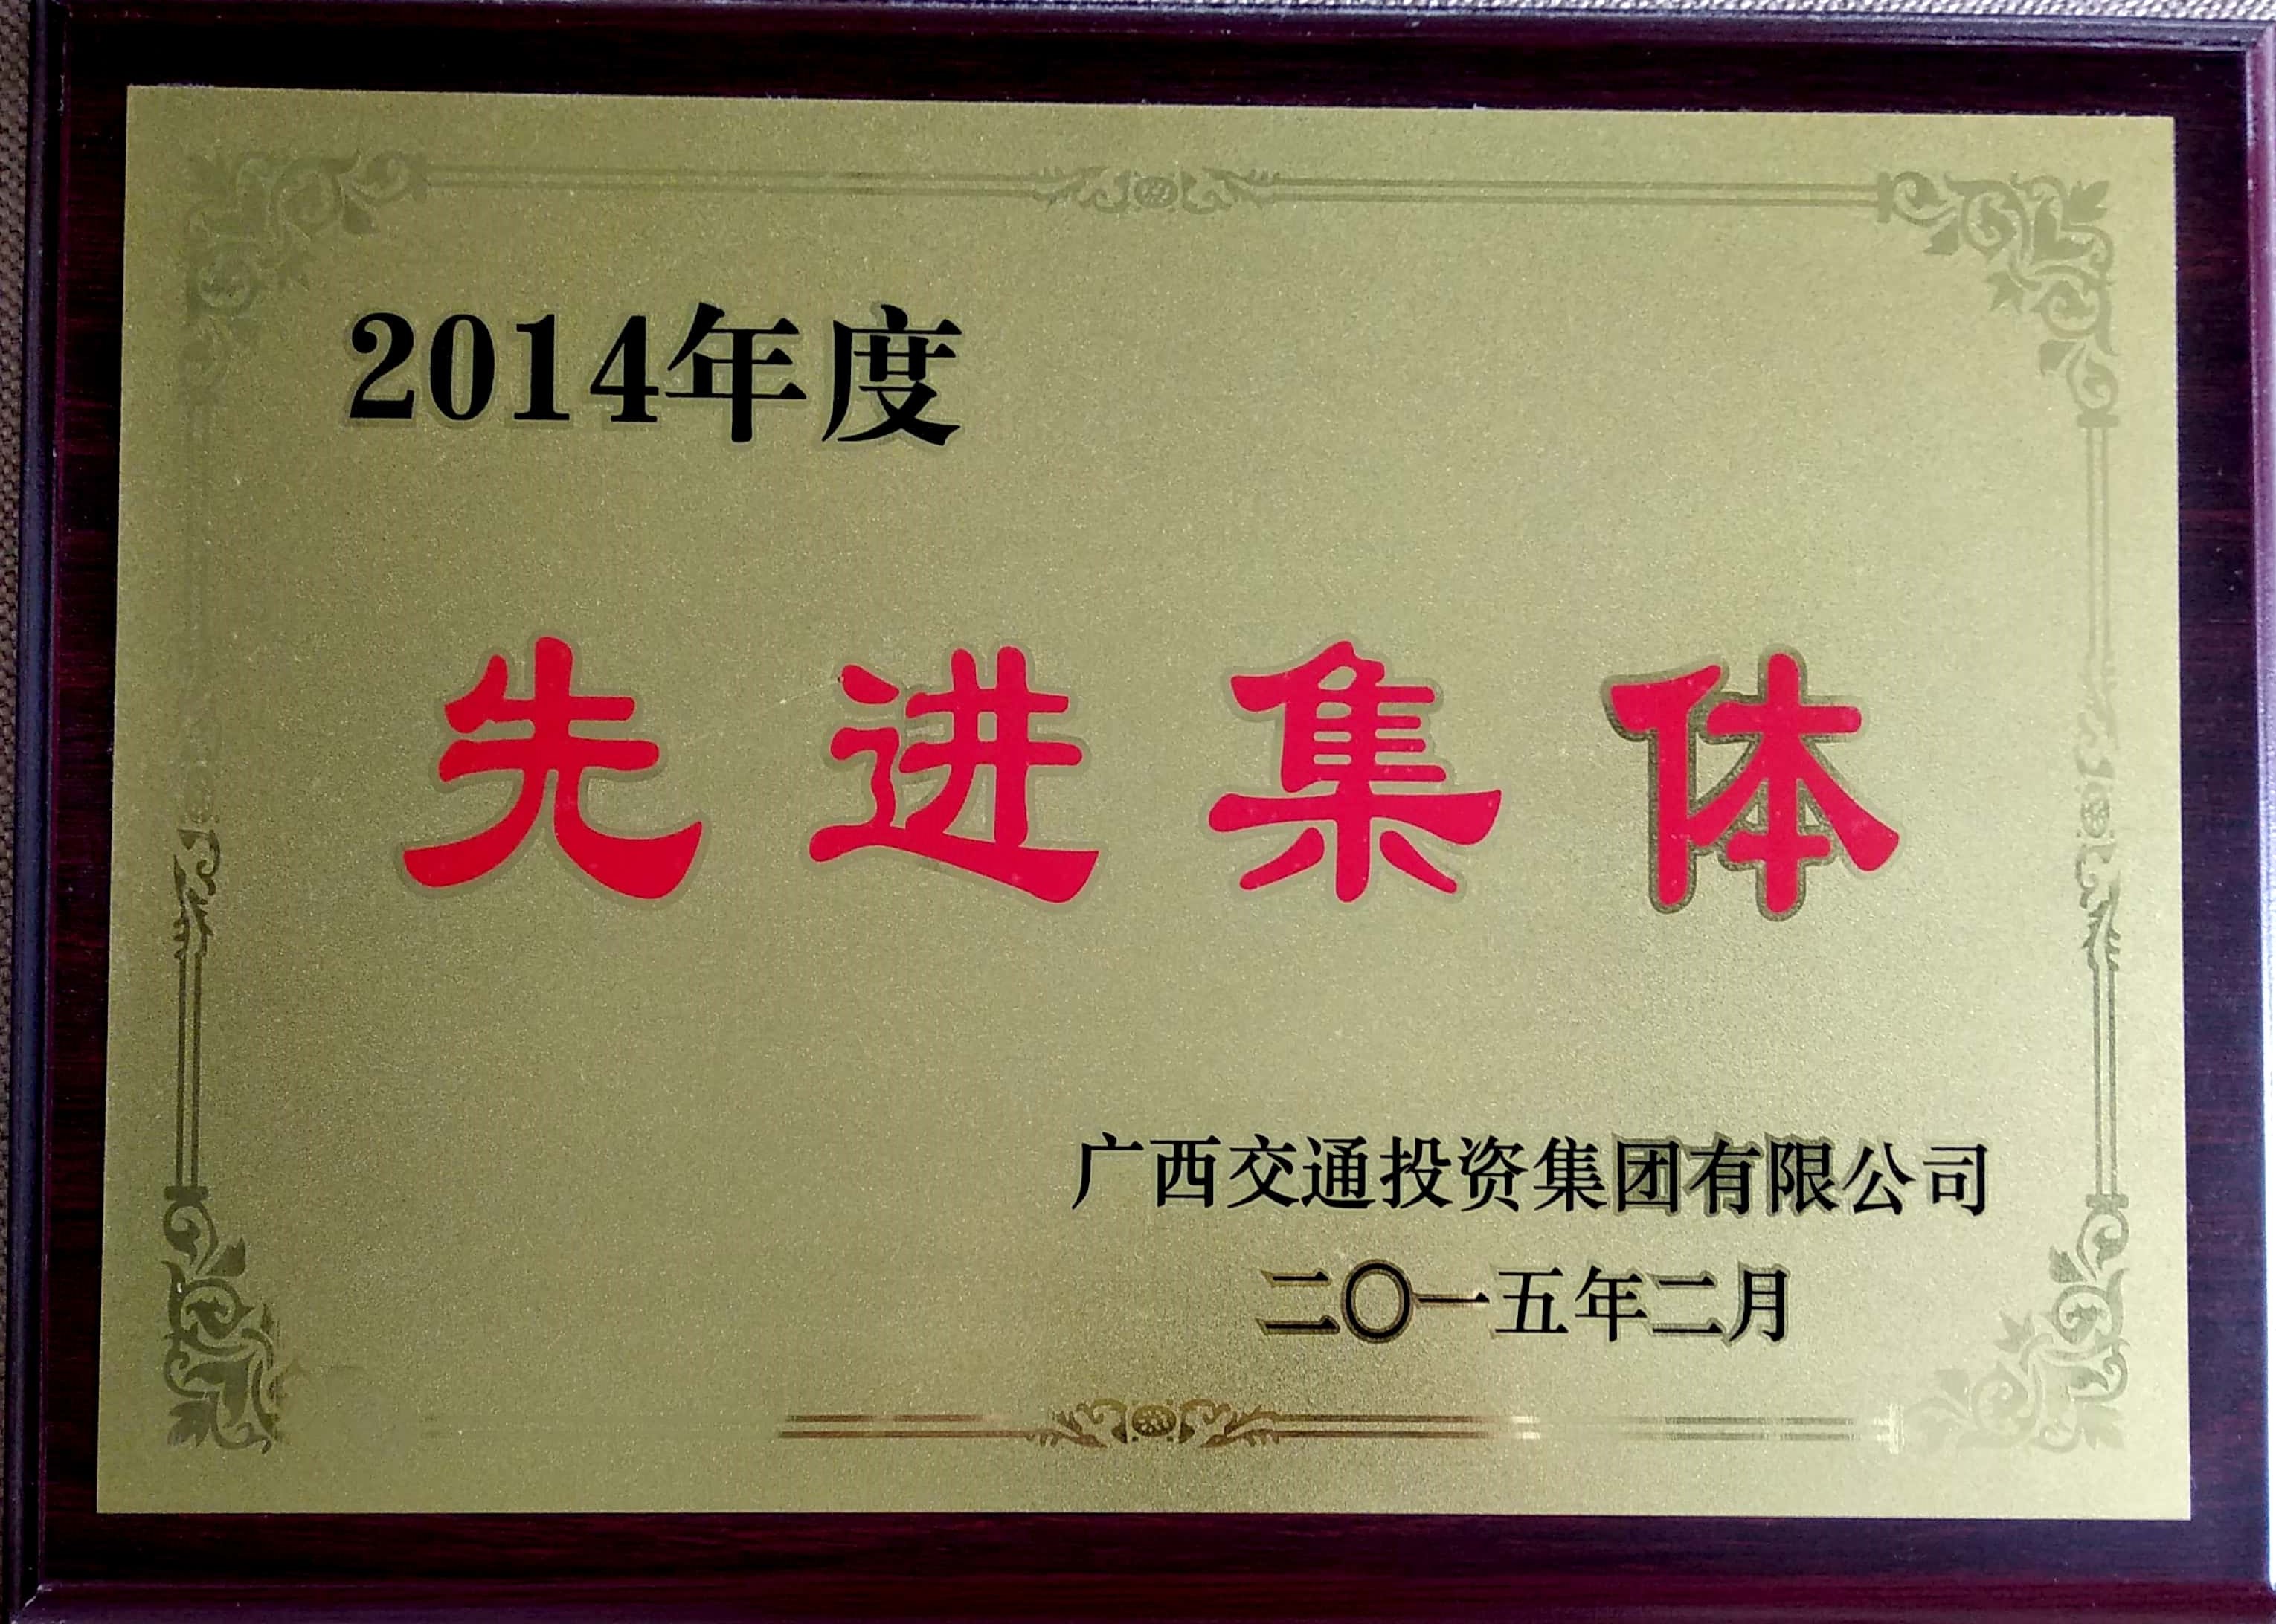 2014年度
先进集体
广西交通投资集团有限公司
二〇一五年二月